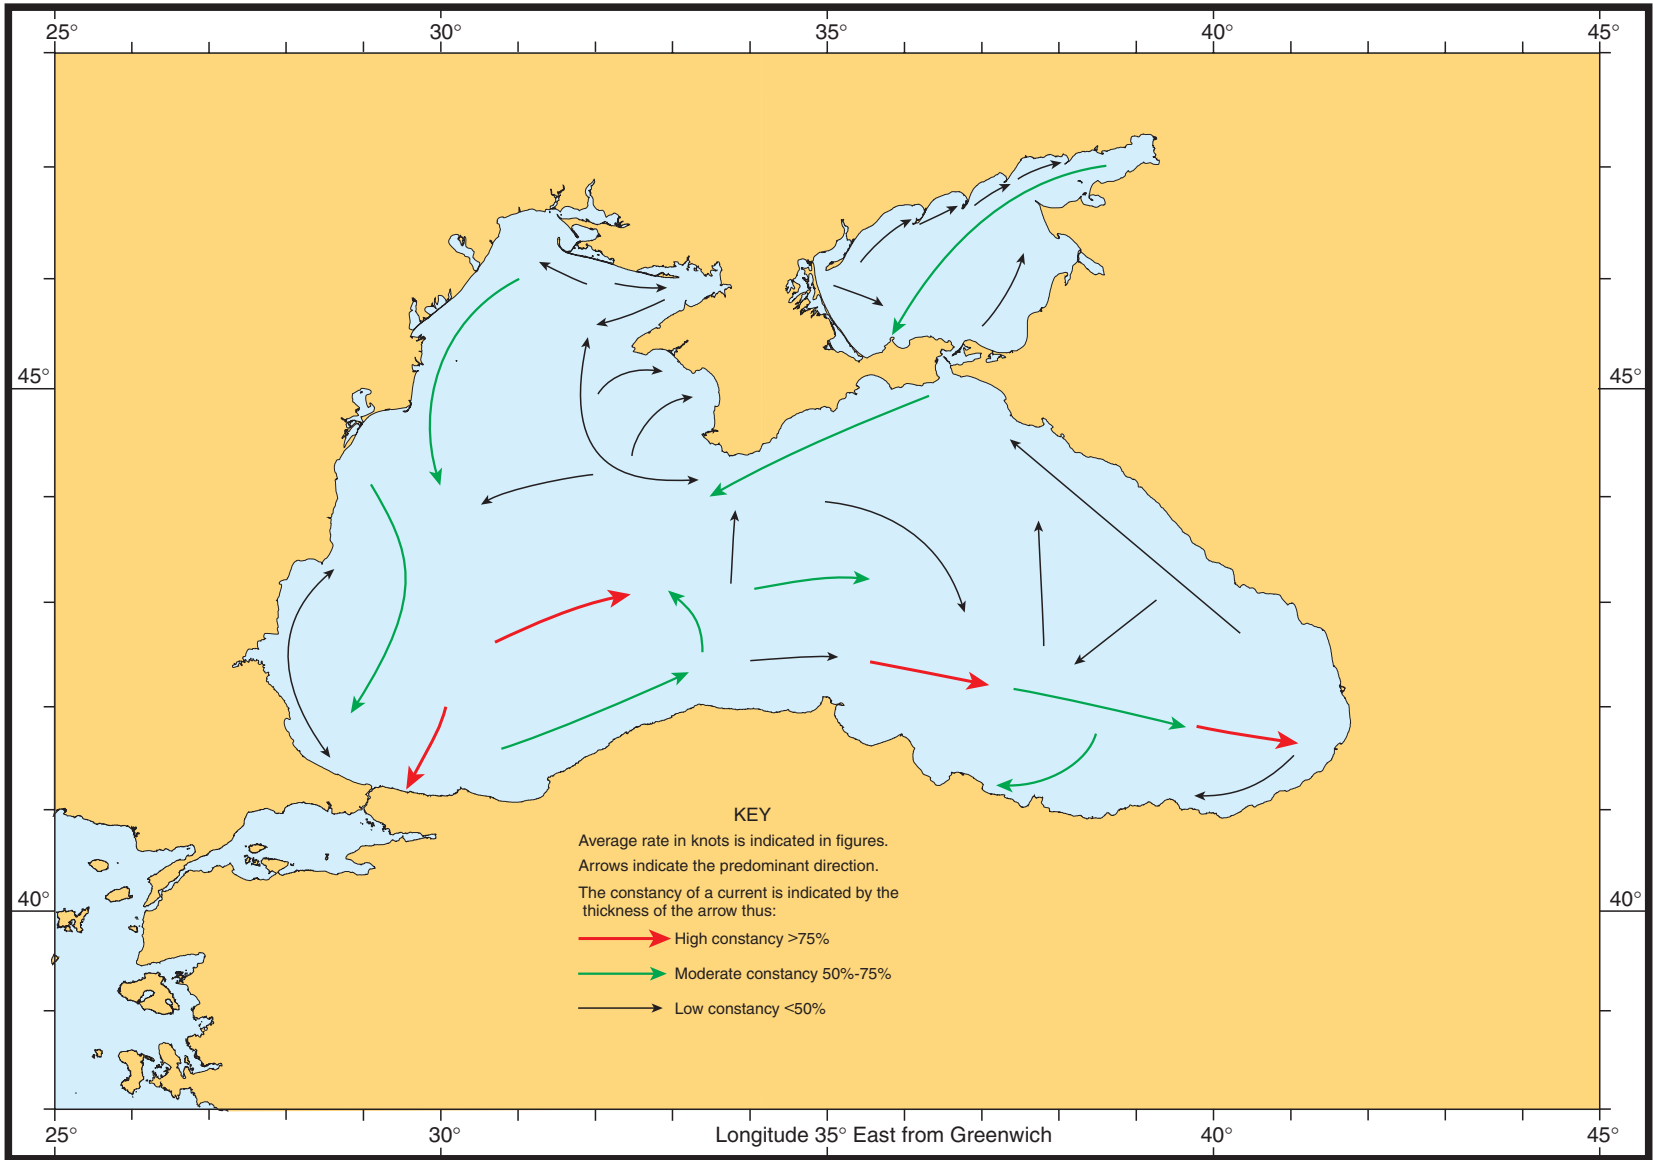 25° 30° 35° 40° 45°
45° 45°
KEY
Average rate in knots is indicated in figures.
Arrows indicate the predominant direction.
The constancy of a current is indicated by the
thickness of the arrow thus:
40° 40°
High constancy >75%
Moderate constancy 50%-75%
Low constancy <50%
25° 30° Longitude 35° East from Greenwich 40° 45°